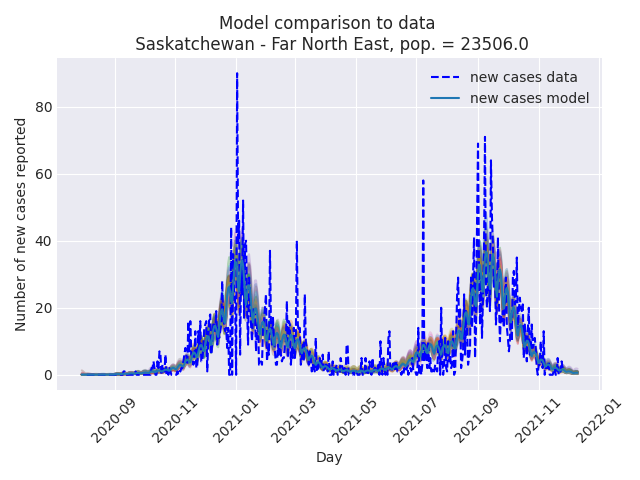 Model comparison to data
Saskatchewan - Far North East, pop. = 23506.0
new cases data
new cases model
Number of new cases reported
80
60
40
20
0
2020-09
2020-11
2021-01
2021-03
2021-05
2021-07
2021-09
2021-11
2022-01
Day